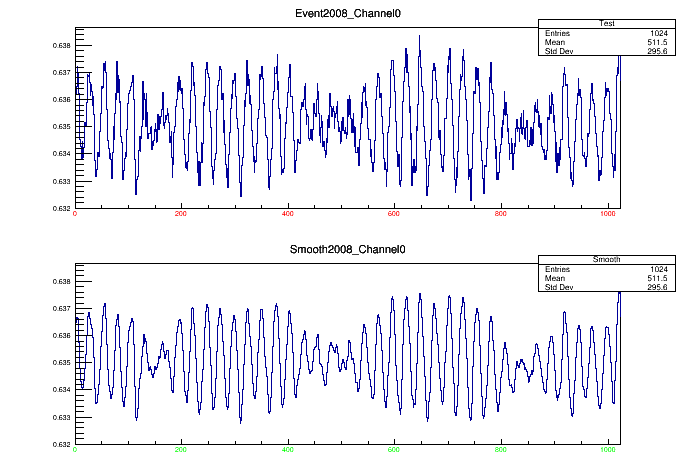 Event2008_Channel0
Test
Entries 1024
Mean 511.5
Std Dev 295.6
0.638
0.637
0.636
0.635
0.634
0.633
0.632
0 200 400 600 800 1000
Smooth2008_Channel0
Smooth
Entries 1024
Mean 511.5
Std Dev 295.6
0.638
0.637
0.636
0.635
0.634
0.633
0.632
0 200 400 600 800 1000